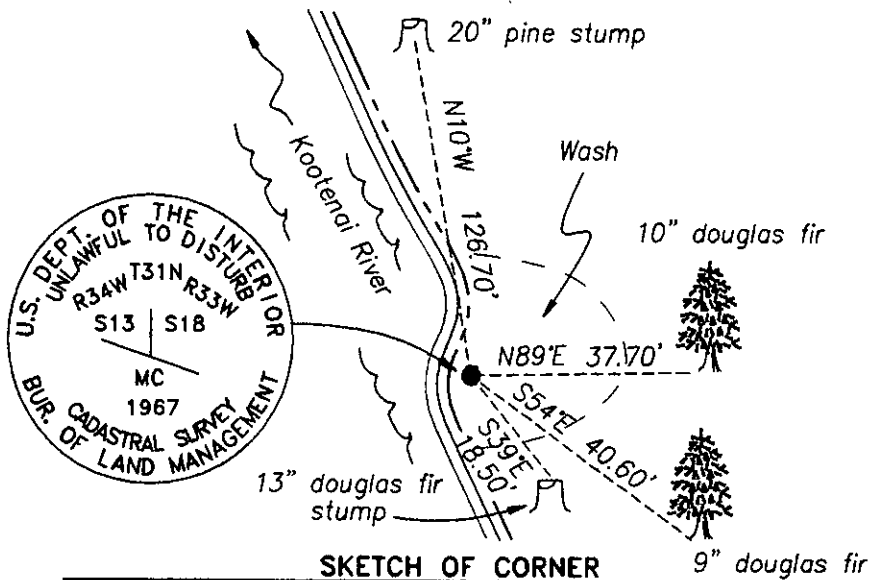 20" pine stump
N10°W 126.70'
Kootenai River
Wash
10" douglas fir
U.S. DEPT. OF THE INTERIOR
UNLAWFUL TO DISTURB
T31N
R34W R33W
S13 S18
MC
1967
CADASTRAL SURVEY
BUR. OF LAND MANAGEMENT
N89°E 37.70'
S54°E 40.60'
S39°E
18.50'
13" douglas fir
stump
SKETCH OF CORNER
9" douglas fir